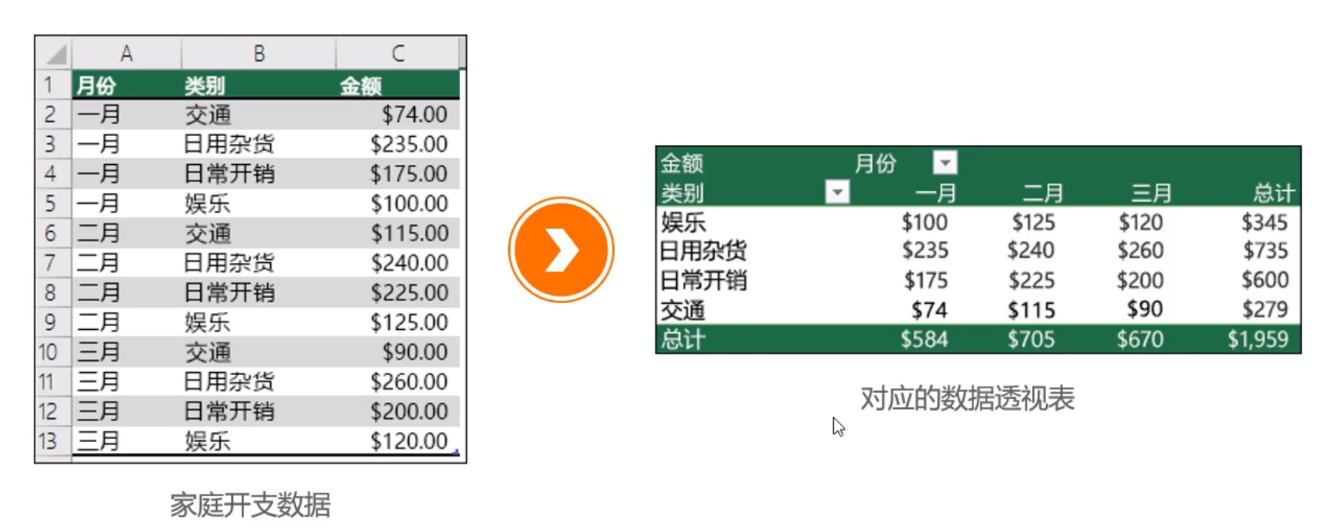 A B C
1 月份 类别 金额
2 一月 交通 $74.00
3 一月 日用杂货 $235.00
4 一月 日常开销 $175.00
5 一月 娱乐 $100.00
6 二月 交通 $115.00
7 二月 日用杂货 $240.00
8 二月 日常开销 $225.00
9 二月 娱乐 $125.00
10 三月 交通 $90.00
11 三月 日用杂货 $260.00
12 三月 日常开销 $200.00
13 三月 娱乐 $120.00
家庭开支数据
金额 月份
类别 一月 二月 三月 总计
娱乐 $100 $125 $120 $345
日用杂货 $235 $240 $260 $735
日常开销 $175 $225 $200 $600
交通 $74 $115 $90 $279
总计 $584 $705 $670 $1,959
对应的数据透视表